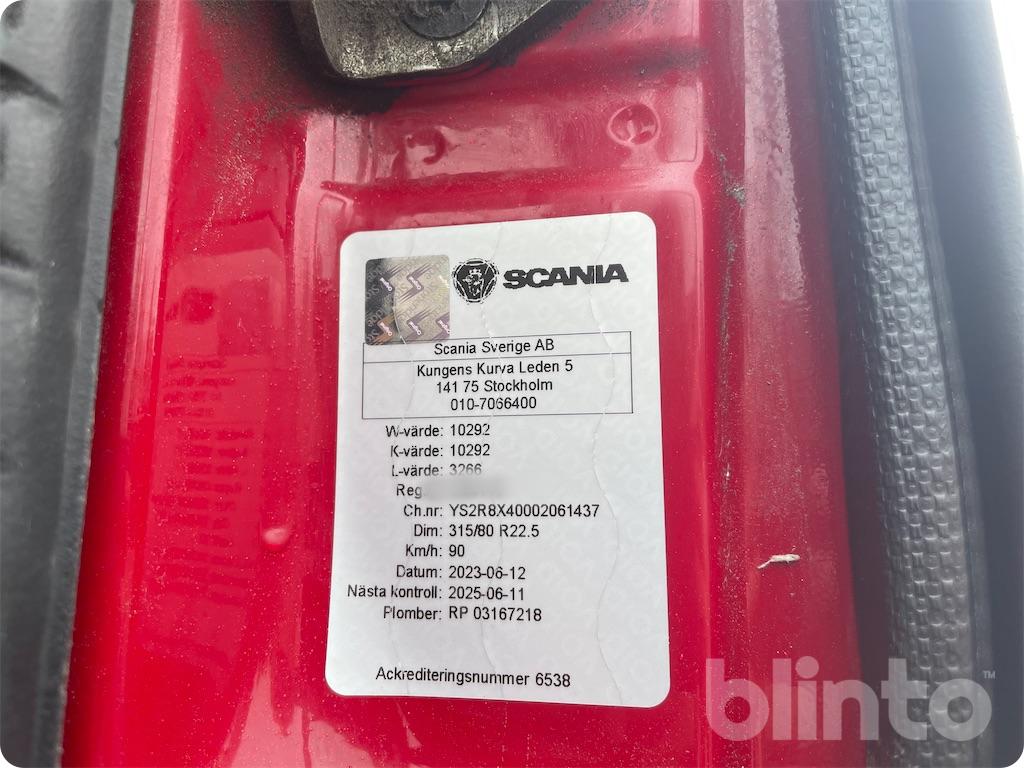 SCANIA
Scania Sverige AB
Kungens Kurva Leden 5
141 75 Stockholm
010-7066400
W-värde: 10292
K-värde: 10292
L-värde: 3266
Reg.
Ch.nr: YS2R8X40002061437
Dim: 315/80 R22.5
Km/h: 90
Datum: 2023-06-12
Nästa kontroll: 2025-06-11
Plomber: RP 03167218
Ackrediteringsnummer 6538
blinto™